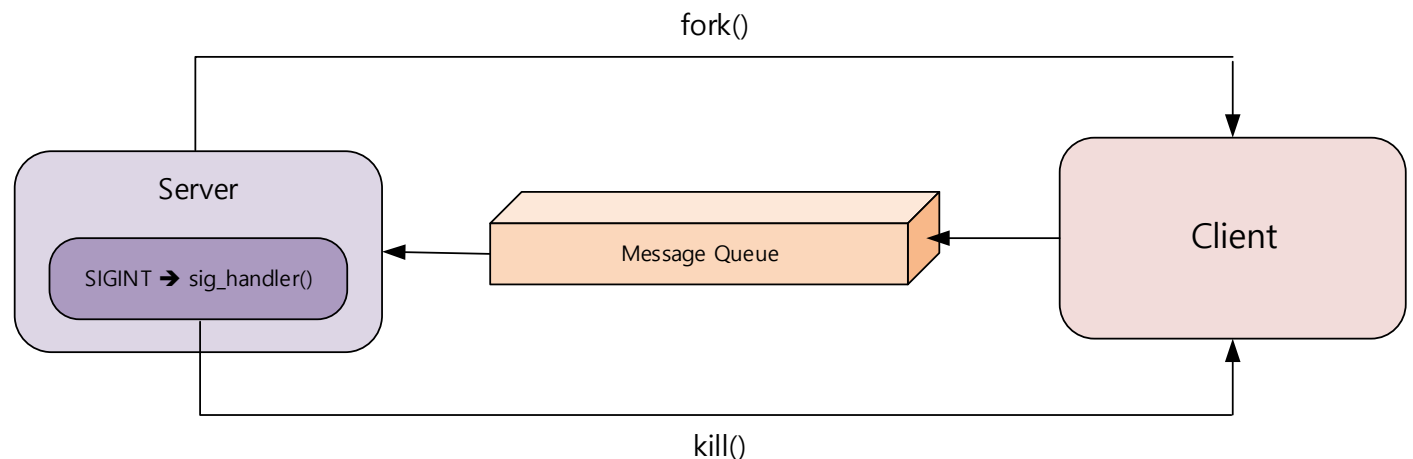 fork()
Server
SIGINT 🡺 sig_handler()
Message Queue
Client
kill()